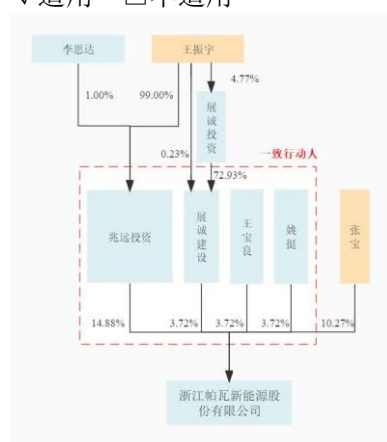 √适用 □不适用
李思达
王振宇
4.77%
1.00%
99.00%
展诚投资
0.23%
一致行动人
72.93%
兆远投资
展诚建设
王宝良
姚挺
张宝
14.88%
3.72%
3.72%
3.72%
10.27%
浙江帕瓦新能源股
份有限公司